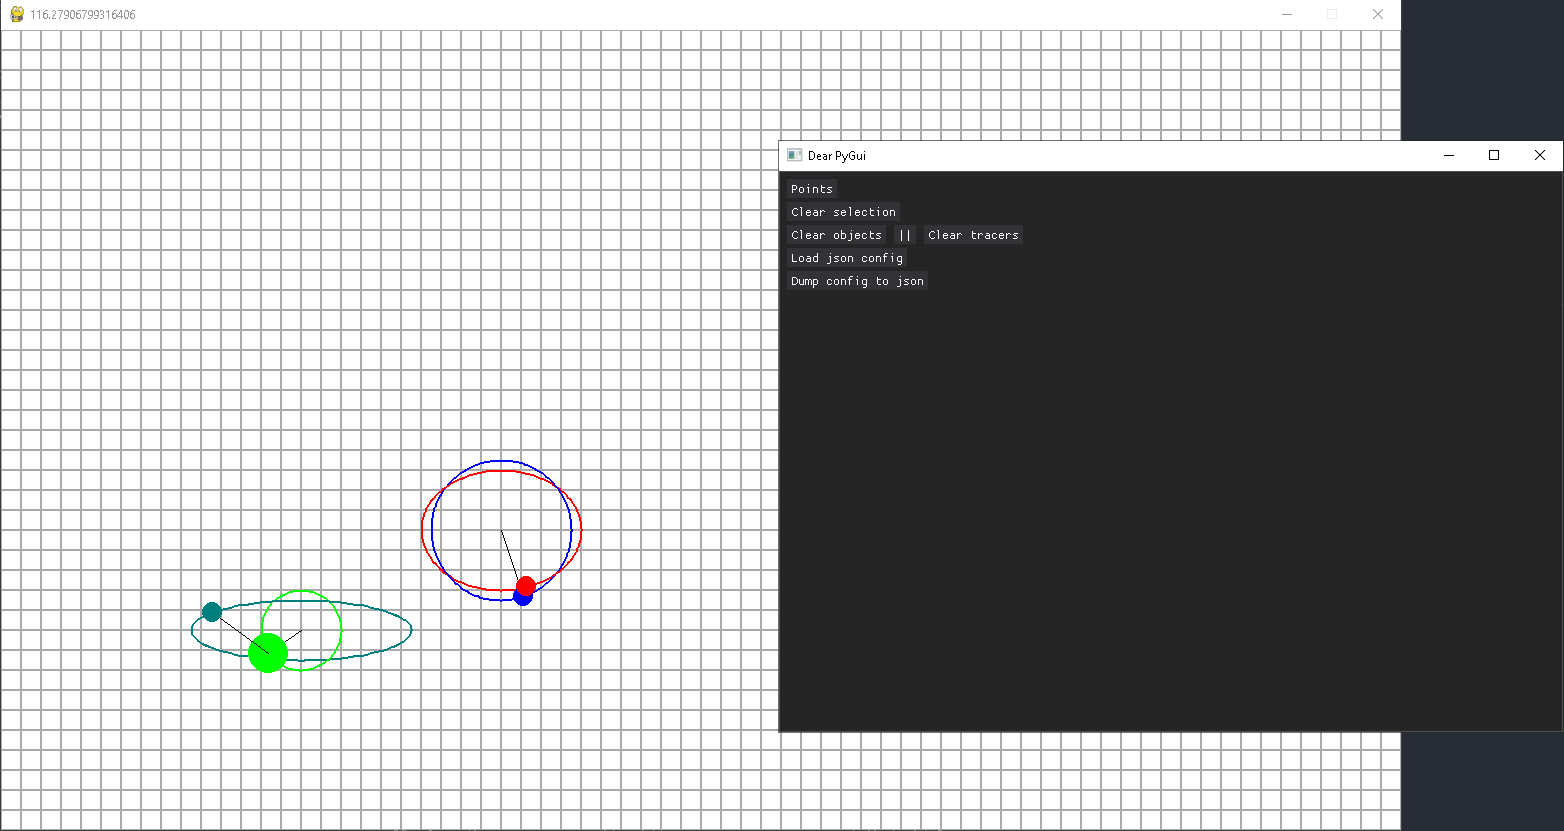 116.27906799316406
Dear PyGui
Points
Clear selection
Clear objects || Clear tracers
Load json config
Dump config to json